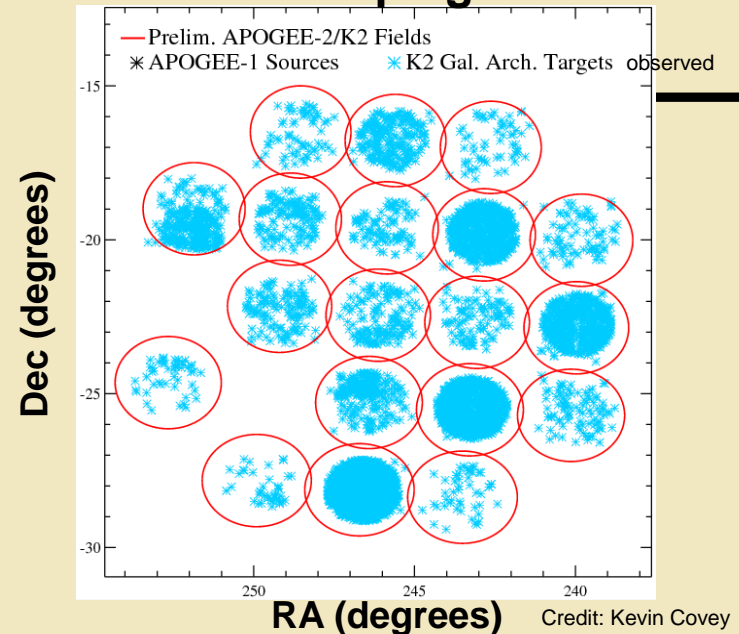 Prelim. APOGEE-2/K2 Fields
APOGEE-1 Sources K2 Gal. Arch. Targets observed
-15
-20
-25
-30
Dec (degrees)
250 245 240
RA (degrees)
Credit: Kevin Covey